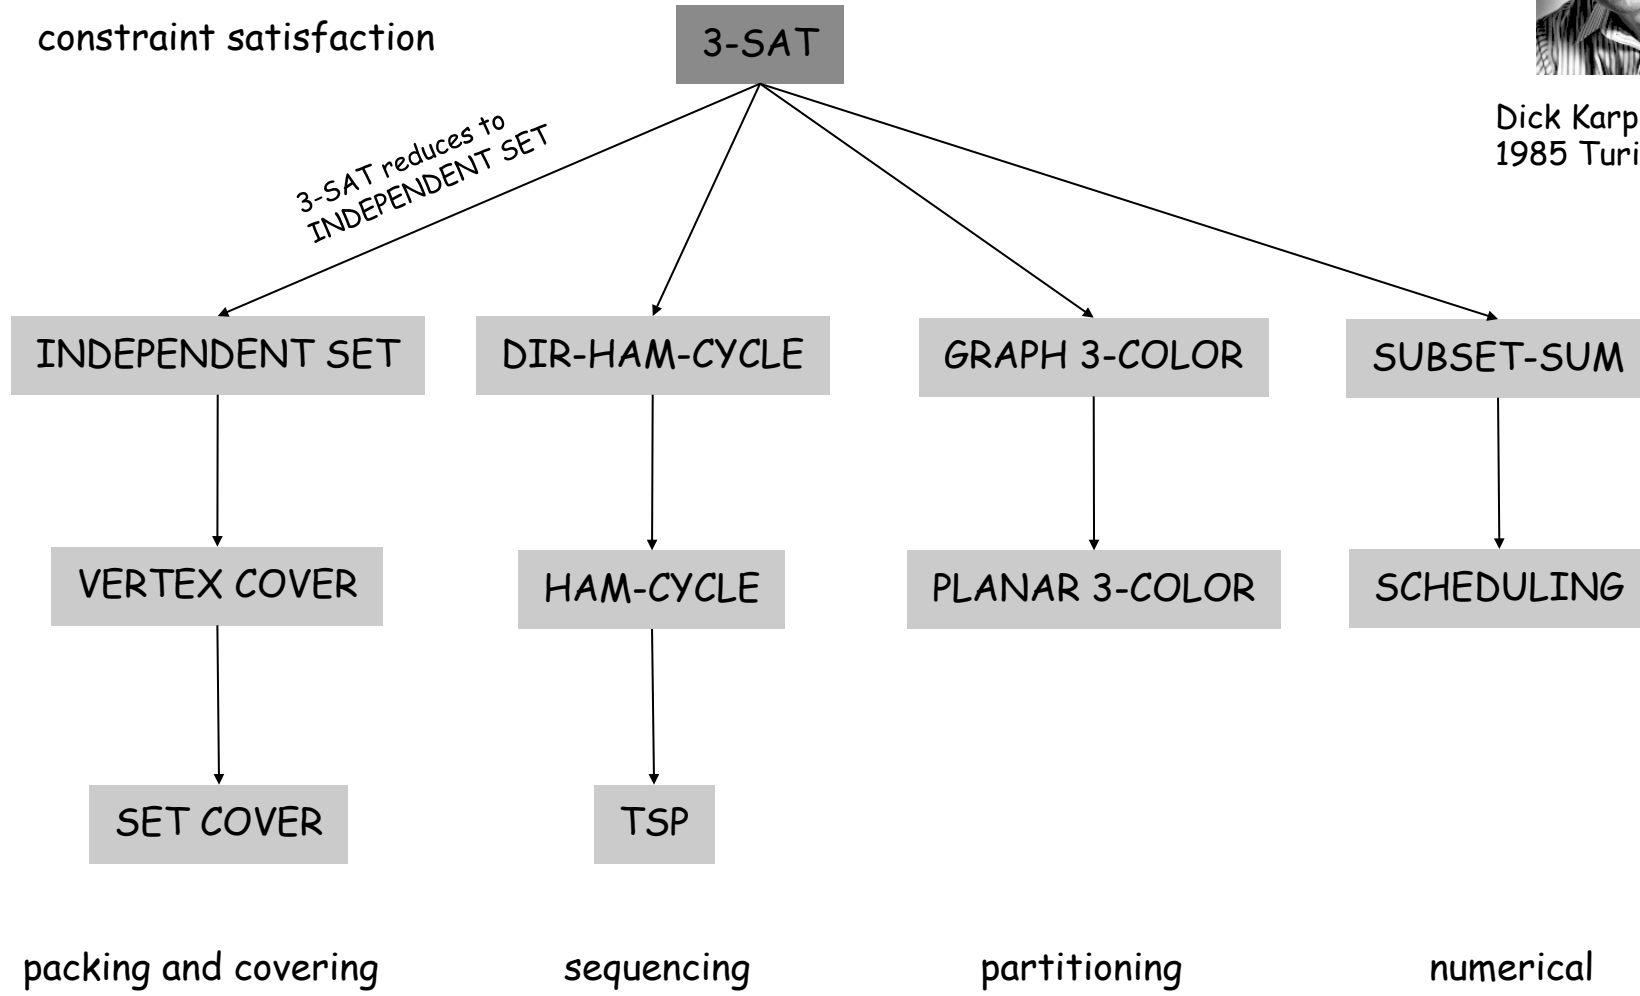 constraint satisfaction
3-SAT
Dick Karp
1985 Turi
3-SAT reduces to
INDEPENDENT SET
INDEPENDENT SET
DIR-HAM-CYCLE
GRAPH 3-COLOR
SUBSET-SUM
VERTEX COVER
HAM-CYCLE
PLANAR 3-COLOR
SCHEDULING
SET COVER
TSP
packing and covering
sequencing
partitioning
numerical